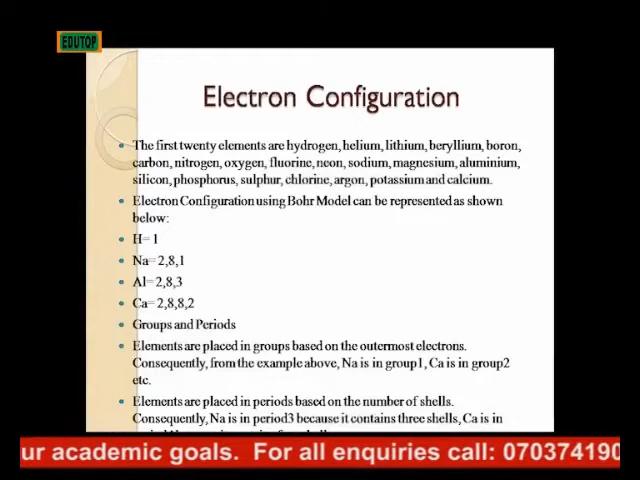 EDUTOP
Electron Configuration
The first twenty elements are hydrogen, helium, lithium, beryllium, boron,
carbon, nitrogen, oxygen, fluorine, neon, sodium, magnesium, aluminium,
silicon, phosphorus, sulphur, chlorine, argon, potassium and calcium.
Electron Configuration using Bohr Model can be represented as shown
below:
H= 1
Na= 2,8,1
Al= 2,8,3
Ca= 2,8,8,2
Groups and Periods
Elements are placed in groups based on the outermost electrons.
Consequently, from the example above, Na is in group1, Ca is in group2
etc.
Elements are placed in periods based on the number of shells.
Consequently, Na is in period3 because it contains three shells, Ca is in
ur academic goals. For all enquiries call: 070374190